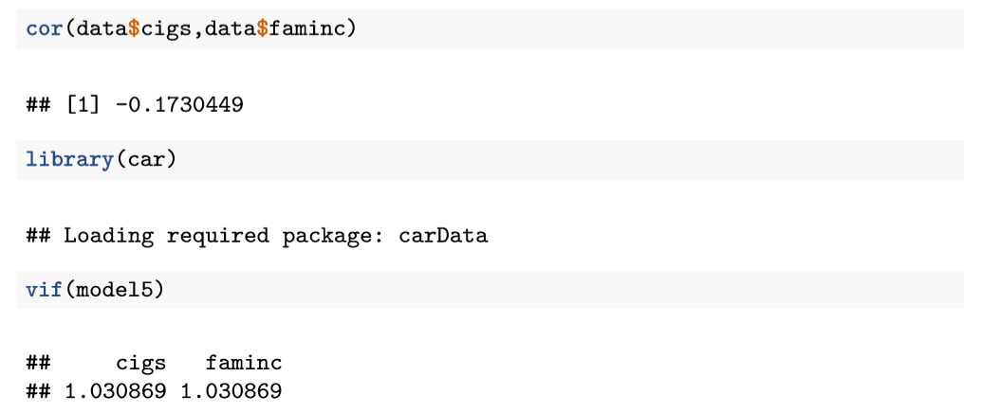 cor(data$cigs,data$faminc)
## [1] -0.1730449
library(car)
## Loading required package: carData
vif(model5)
##     cigs   faminc
## 1.030869 1.030869